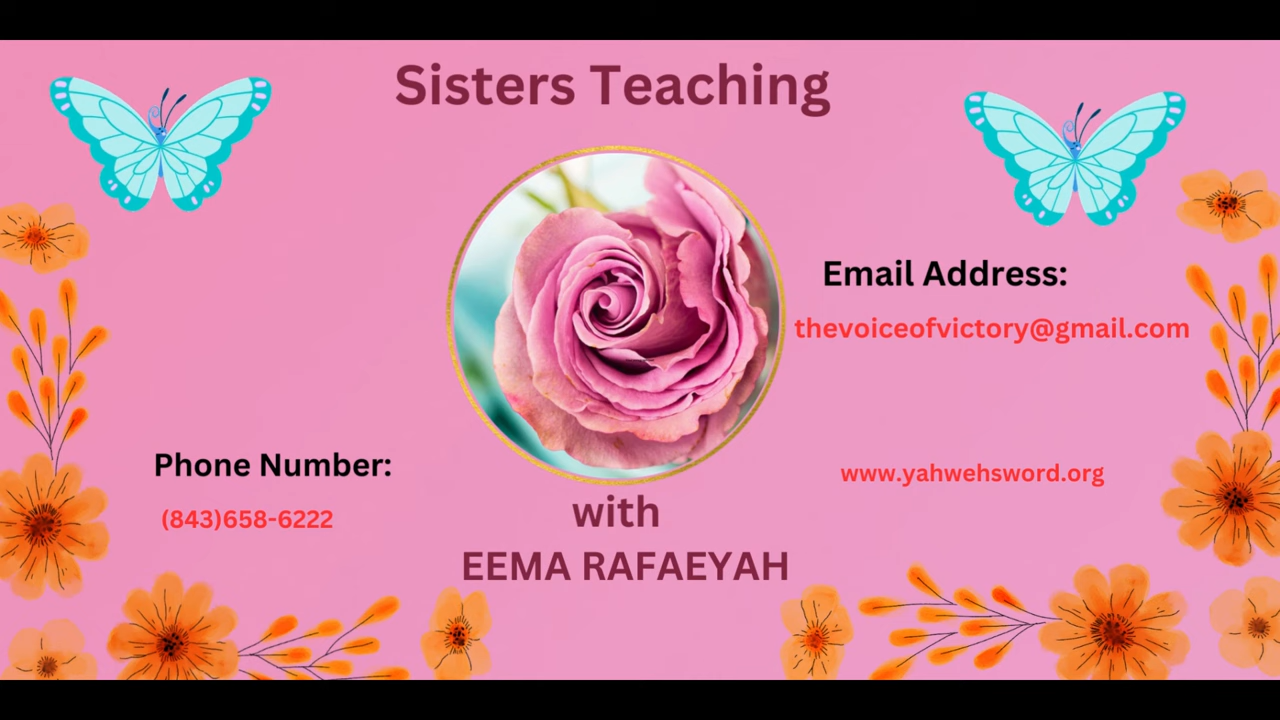 Sisters Teaching
Email Address:
thevoiceofvictory@gmail.com
Phone Number:
(843)658-6222
www.yahwehsword.org
with
EEMA RAFAEYAH